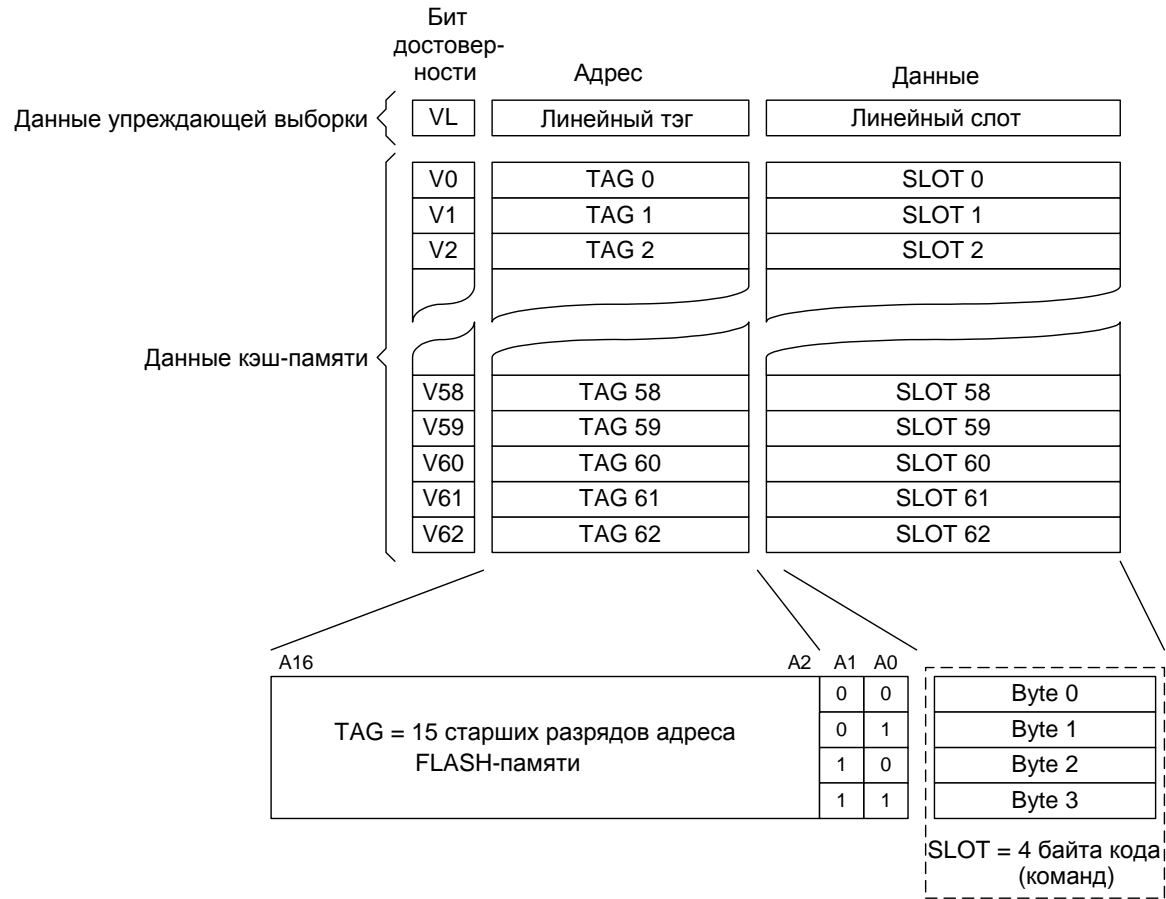 Бит
достовер-
ности
Адрес
Данные
Данные упреждающей выборки
VL
Линейный тэг
Линейный слот
V0
TAG 0
SLOT 0
V1
TAG 1
SLOT 1
V2
TAG 2
SLOT 2
Данные кэш-памяти
V58
TAG 58
SLOT 58
V59
TAG 59
SLOT 59
V60
TAG 60
SLOT 60
V61
TAG 61
SLOT 61
V62
TAG 62
SLOT 62
A16
A2
A1
A0
TAG = 15 старших разрядов адреса
FLASH-памяти
0
0
Byte 0
0
1
Byte 1
1
0
Byte 2
1
1
Byte 3
SLOT = 4 байта кода
(команд)